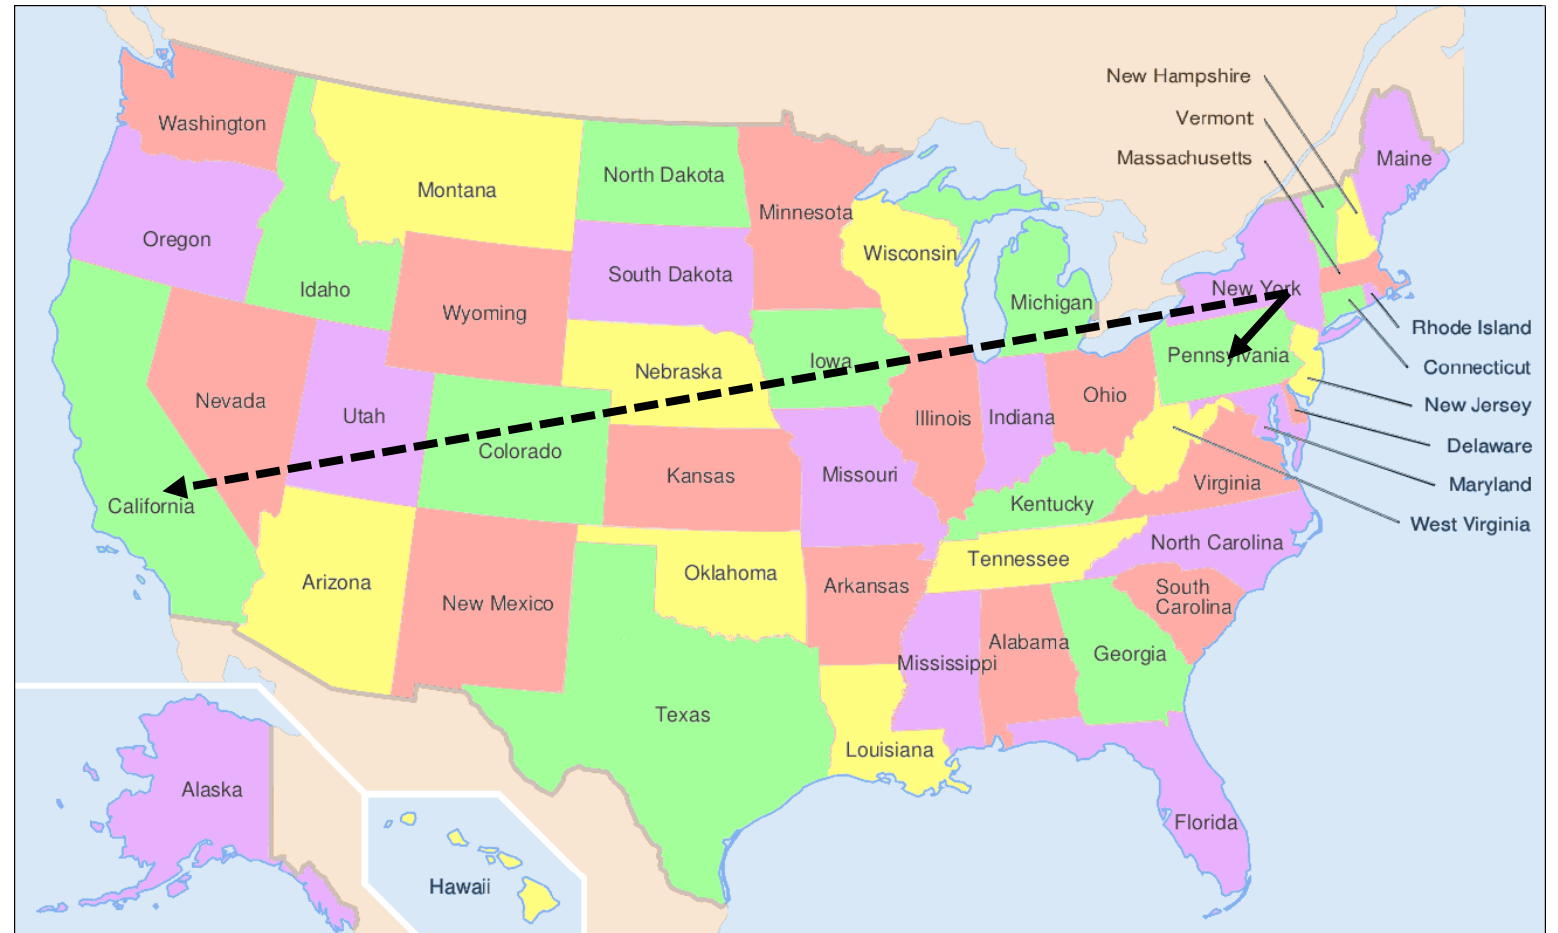 New Hampshire
Vermont
Massachusetts
Washington
Maine
Montana
North Dakota
Minnesota
Oregon
Wisconsin
South Dakota
Idaho
New York
Michigan
Wyoming
Rhode Island
Pennsylvania
Iowa
Connecticut
Nebraska
Nevada
Ohio
New Jersey
Utah
Illinois
Indiana
Delaware
Colorado
Kansas
Missouri
Virginia
Maryland
California
Kentucky
West Virginia
North Carolina
Tennessee
Oklahoma
Arizona
Arkansas
South
Carolina
New Mexico
Alabama
Georgia
Mississippi
Texas
Louisiana
Alaska
Florida
Hawaii